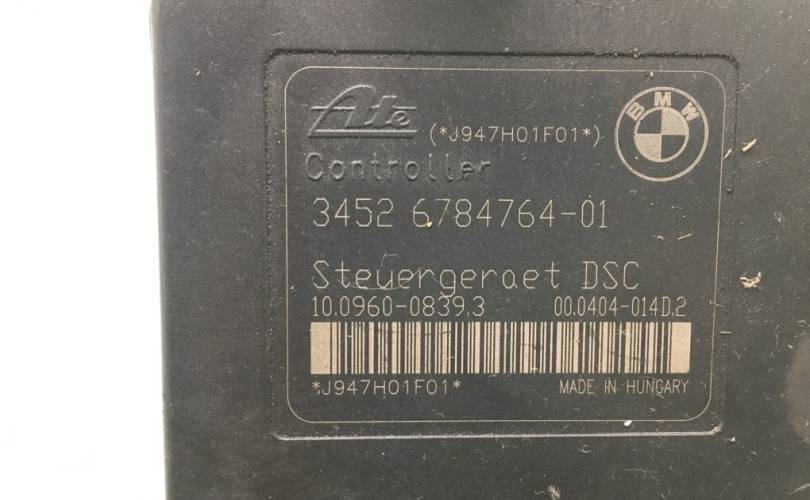 Ate (*J947H01F01*) BMW
Controller
3452 6784764-01
Steuergeraet DSC
10.0960-0839.3 00.0404-014D.2
*J947H01F01* MADE IN HUNGARY